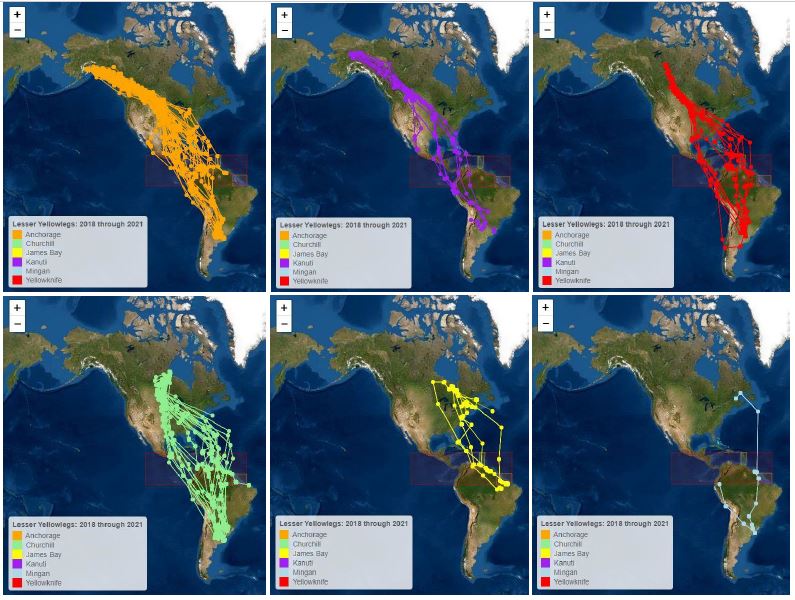 +
−
Lesser Yellowlegs: 2018 through 2021
Anchorage
Churchill
James Bay
Kanuti
Mingan
Yellowknife
+
−
Lesser Yellowlegs: 2018 through 2021
Anchorage
Churchill
James Bay
Kanuti
Mingan
Yellowknife
+
−
Lesser Yellowlegs: 2018 through 2021
Anchorage
Churchill
James Bay
Kanuti
Mingan
Yellowknife
+
−
Lesser Yellowlegs: 2018 through 2021
Anchorage
Churchill
James Bay
Kanuti
Mingan
Yellowknife
+
−
Lesser Yellowlegs: 2018 through 2021
Anchorage
Churchill
James Bay
Kanuti
Mingan
Yellowknife
+
−
Lesser Yellowlegs: 2018 through 2021
Anchorage
Churchill
James Bay
Kanuti
Mingan
Yellowknife